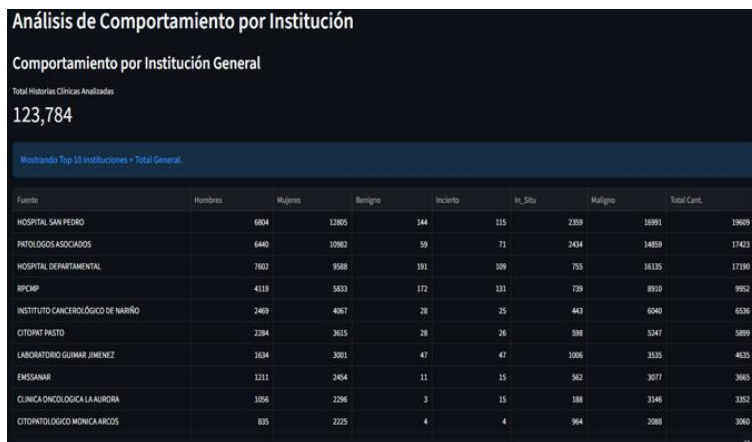 Análisis de Comportamiento por Institución
Comportamiento por Institución General
Total Historias Clínicas Analizadas
123,784
Mostrando Top 10 instituciones + Total General.
Fuente Hombres Mujeres Benigno Incierto In_Situ Maligno Total Cant.
HOSPITAL SAN PEDRO 6804 12805 144 115 2359 16991 19609
PATOLOGOS ASOCIADOS 6440 10982 59 71 2434 14859 17423
HOSPITAL DEPARTAMENTAL 7602 9588 191 109 755 16135 17190
RPCMP 4119 5833 172 131 739 8910 9952
INSTITUTO CANCEROLÓGICO DE NARIÑO 2469 4067 28 25 443 6040 6536
CITOPAT PASTO 2284 3615 28 26 598 5247 5899
LABORATORIO GUIMAR JIMENEZ 1634 3001 47 47 1006 3535 4635
EMSSANAR 1211 2454 11 15 562 3077 3665
CLINICA ONCOLOGICA LA AURORA 1056 2296 3 15 188 3146 3352
CITOPATOLOGICO MONICA ARCOS 835 2225 4 4 964 2088 3060